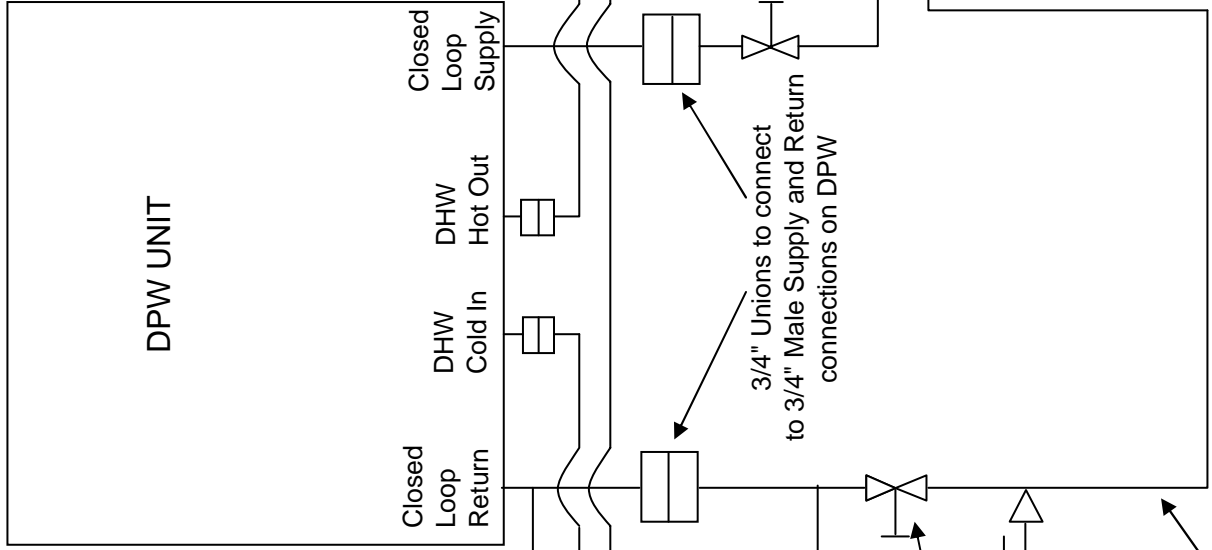 DPW UNIT
Closed
Loop
Return
DHW
Cold In
DHW
Hot Out
Closed
Loop
Supply
3/4" Unions to connect
to 3/4" Male Supply and Return
connections on DPW